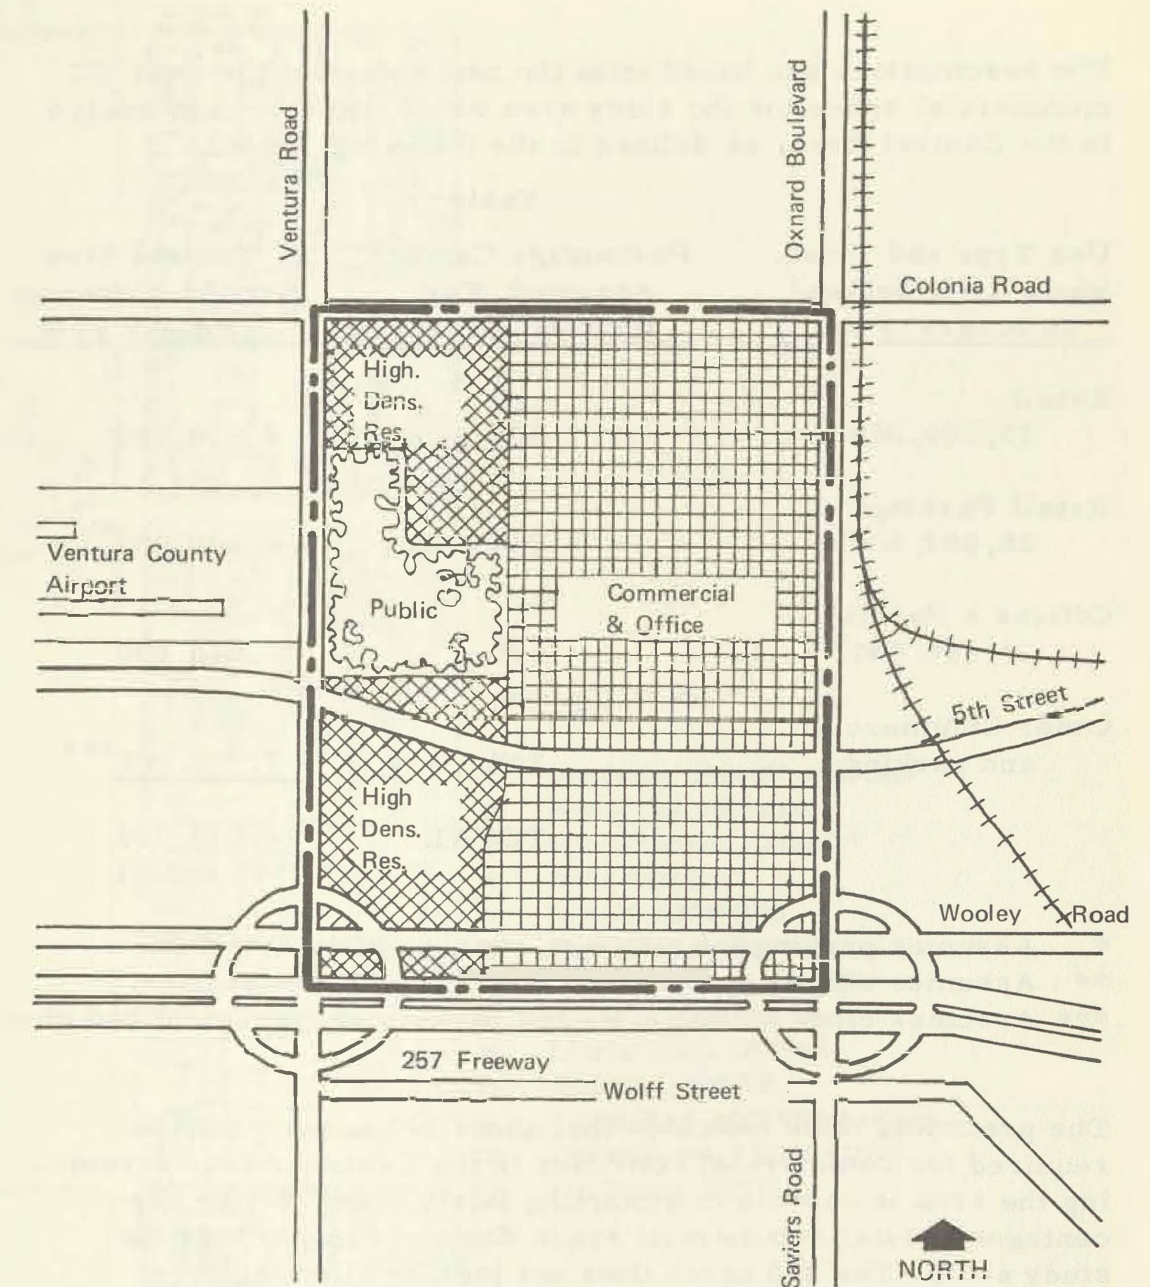 Ventura Road
Oxnard Boulevard
Colonia Road
High.
Dens.
Res.
Ventura County
Airport
Public
Commercial
& Office
5th Street
High
Dens.
Res.
Wooley Road
257 Freeway
Wolff Street
Saviers Road
NORTH